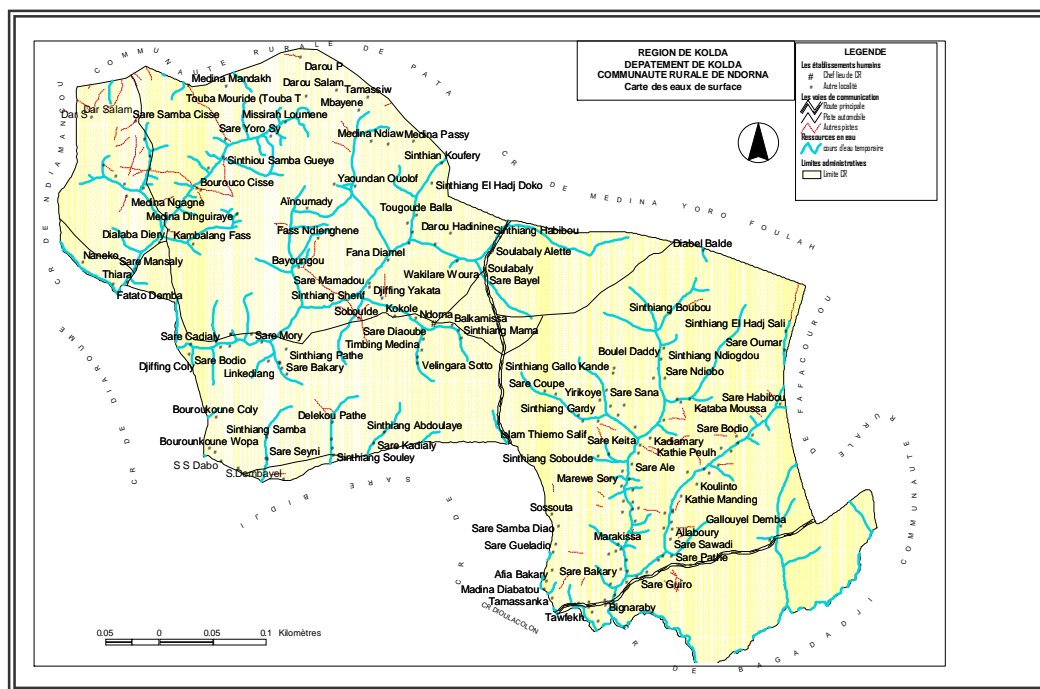 REGION DE KOLDA
DEPATEMENT DE KOLDA
COMMUNAUTE RURALE DE NDORNA
Carte des eaux de surface
LEGENDE
Les établissements humains
# Chef lieu de CR
Autre localité
Les voies de communication
Route principale
Piste automobile
Autres pistes
Ressources en eau
cours d'eau temporaire
Limites administratives
Limite CR
COMMUNAUTE RURALE DE PATA
CR DE NDIAMANGOU
CR DE MEDINA YORO FOULAH
CR DE DIAROUME
CR DE SARE BIDJI
COMMUNAUTE RURALE DE FAFACOUROU
CR DIOULACOLON
CR DE BAGADADJI
Darou P
Medina Mandakh
Darou Salam
Tamassiw
Touba Mouride (Touba T
Mbayene
Dar S
Dar Salam
Sare Samba Cisse
Missirah Loumene
Sare Yoro Sy
Medina Ndiaw
Medina Passy
Sinthian Koufery
Sinthiou Samba Gueye
Bourouco Cisse
Yaoundan Ouolof
Sinthiang El Hadj Doko
Medina Ngagne
Aïnoumady
Tougoude Balla
Medina Dinguiraye
Dialaba Diery
Kambalang Fass
Fass Ndienghene
Darou Hadinine
Sinthiang Habibou
Diabel Balde
Naneko
Sare Mansaly
Fana Diamel
Soulabaly Alette
Thiara
Bayoungou
Wakilare Woura
Soulabaly
Sare Bayel
Fatato Demba
Sare Mamadou
Djiffing Yakata
Sinthiang Sherif
Soboulde
Kokole
Ndorna
Balkamissa
Sinthiang Boubou
Sare Cadialy
Sare Mory
Sare Diaoube
Sinthiang Mama
Sinthiang El Hadj Sali
Timbing Medina
Sare Oumar
Djiffing Coly
Sare Bodio
Sinthiang Pathe
Boulel Daddy
Sinthiang Ndiogdou
Linkediang
Sare Bakary
Velingara Sotto
Sinthiang Gallo Kande
Sare Ndiobo
Sare Coupe
Yirikoye
Sare Sana
Sare Habibou
Bouroukoune Coly
Delekou Pathe
Sinthiang Gardy
Kataba Moussa
Sinthiang Samba
Sinthiang Abdoulaye
Islam Thierno Salif
Sare Bodio
Bourounkoune Wopa
Sare Kadialy
Sare Keita
Kadiamary
Sare Seyni
Sinthiang Souley
Sinthiang Soboulde
Kathie Peulh
S S Dabo
S.Dembayel
Sare Ale
Marewe Sory
Koulinto
Kathie Manding
Sossouta
Gallouyel Demba
Sare Samba Diao
Marakissa
Allaboury
Sare Gueladio
Sare Sawadi
Sare Pathe
Afia Bakary
Sare Bakary
Madina Diabatou
Sare Guiro
Tamassanka
Bignaraby
Tawfekh
0.05 0 0.05 0.1 Kilomètres